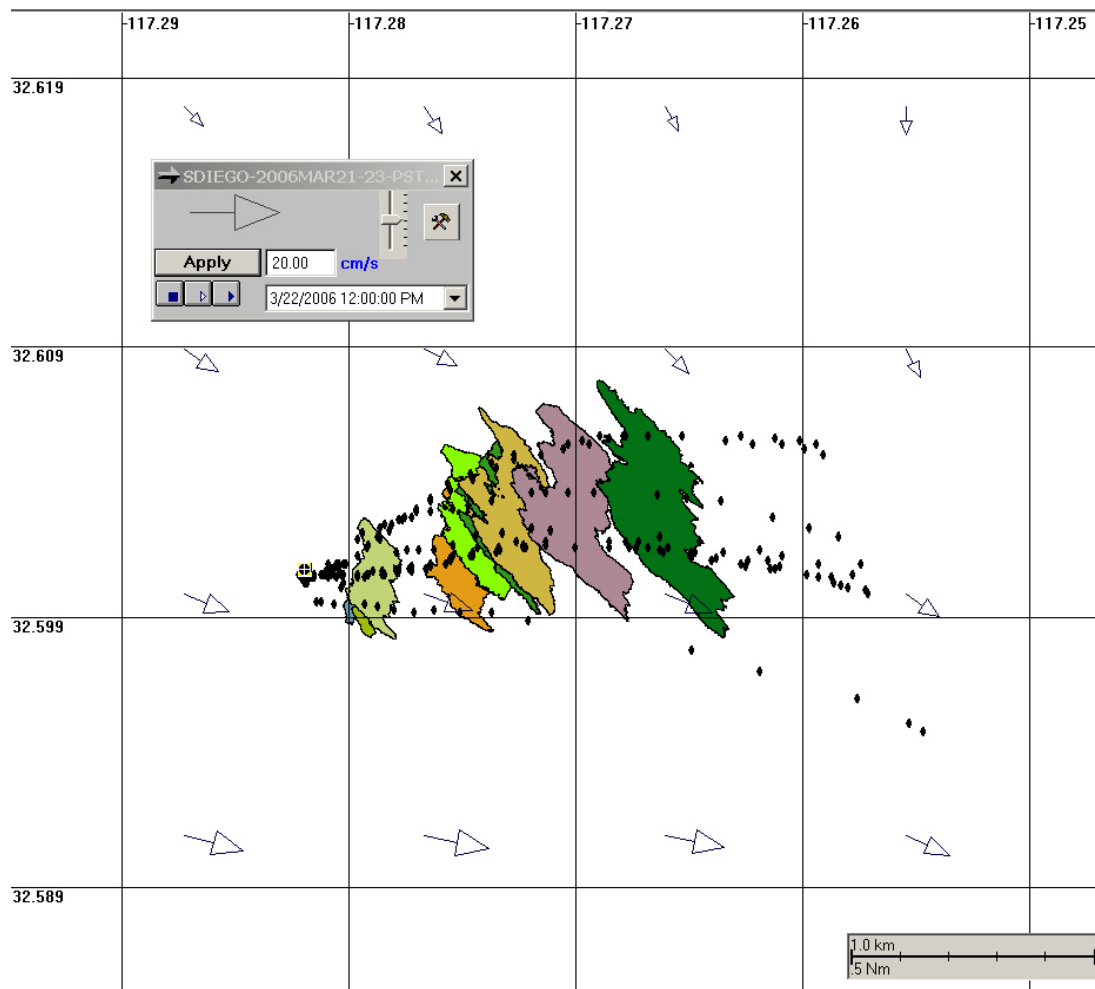 -117.29 -117.28 -117.27 -117.26 -117.25
32.619
SDIEGO-2006MAR21-23-PST...
Apply 20.00 cm/s
3/22/2006 12:00:00 PM
32.609
32.599
32.589
1.0 km
.5 Nm